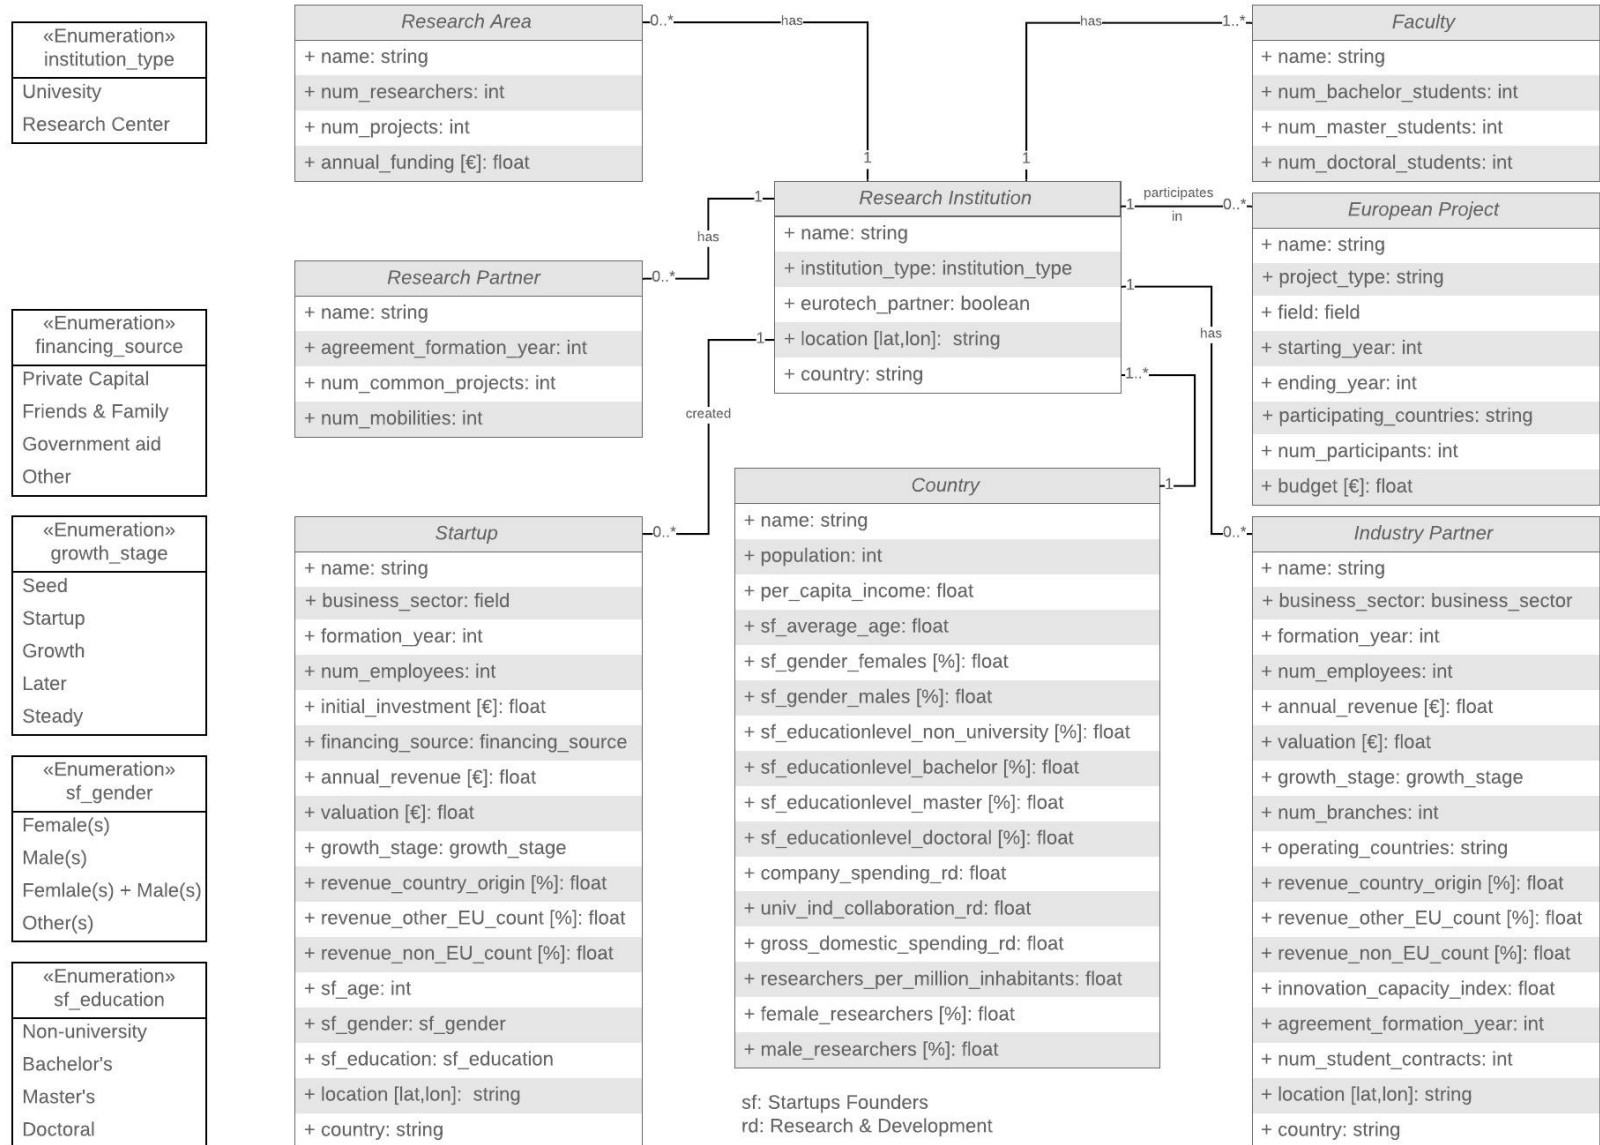 «Enumeration»
institution_type
Univesity
Research Center
«Enumeration»
financing_source
Private Capital
Friends & Family
Government aid
Other
«Enumeration»
growth_stage
Seed
Startup
Growth
Later
Steady
«Enumeration»
sf_gender
Female(s)
Male(s)
Femlale(s) + Male(s)
Other(s)
«Enumeration»
sf_education
Non-university
Bachelor's
Master's
Doctoral
Research Area
+ name: string
+ num_researchers: int
+ num_projects: int
+ annual_funding [€]: float
0..*
has
1
Research Partner
+ name: string
+ agreement_formation_year: int
+ num_common_projects: int
+ num_mobilities: int
0..*
has
1
Startup
+ name: string
+ business_sector: field
+ formation_year: int
+ num_employees: int
+ initial_investment [€]: float
+ financing_source: financing_source
+ annual_revenue [€]: float
+ valuation [€]: float
+ growth_stage: growth_stage
+ revenue_country_origin [%]: float
+ revenue_other_EU_count [%]: float
+ revenue_non_EU_count [%]: float
+ sf_age: int
+ sf_gender: sf_gender
+ sf_education: sf_education
+ location [lat,lon]: string
+ country: string
0..*
created
1
Research Institution
+ name: string
+ institution_type: institution_type
+ eurotech_partner: boolean
+ location [lat,lon]: string
+ country: string
1..*
1
Country
+ name: string
+ population: int
+ per_capita_income: float
+ sf_average_age: float
+ sf_gender_females [%]: float
+ sf_gender_males [%]: float
+ sf_educationlevel_non_university [%]: float
+ sf_educationlevel_bachelor [%]: float
+ sf_educationlevel_master [%]: float
+ sf_educationlevel_doctoral [%]: float
+ company_spending_rd: float
+ univ_ind_collaboration_rd: float
+ gross_domestic_spending_rd: float
+ researchers_per_million_inhabitants: float
+ female_researchers [%]: float
+ male_researchers [%]: float
sf: Startups Founders
rd: Research & Development
1
has
1..*
Faculty
+ name: string
+ num_bachelor_students: int
+ num_master_students: int
+ num_doctoral_students: int
1
participates
in
0..*
European Project
+ name: string
+ project_type: string
+ field: field
+ starting_year: int
+ ending_year: int
+ participating_countries: string
+ num_participants: int
+ budget [€]: float
1
has
0..*
Industry Partner
+ name: string
+ business_sector: business_sector
+ formation_year: int
+ num_employees: int
+ annual_revenue [€]: float
+ valuation [€]: float
+ growth_stage: growth_stage
+ num_branches: int
+ operating_countries: string
+ revenue_country_origin [%]: float
+ revenue_other_EU_count [%]: float
+ revenue_non_EU_count [%]: float
+ innovation_capacity_index: float
+ agreement_formation_year: int
+ num_student_contracts: int
+ location [lat,lon]: string
+ country: string